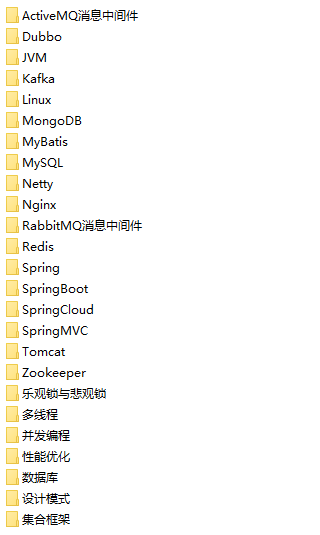 ActiveMQ消息中间件
Dubbo
JVM
Kafka
Linux
MongoDB
MyBatis
MySQL
Netty
Nginx
RabbitMQ消息中间件
Redis
Spring
SpringBoot
SpringCloud
SpringMVC
Tomcat
Zookeeper
乐观锁与悲观锁
多线程
并发编程
性能优化
数据库
设计模式
集合框架